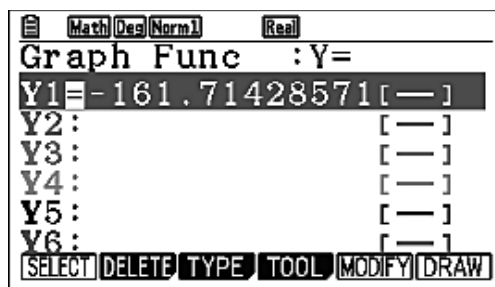 Math Deg Norm1 Real
Graph Func :Y=
Y1=-161.71428571[—]
Y2: [—]
Y3: [—]
Y4: [—]
Y5: [—]
Y6: [—]
SELECT DELETE TYPE TOOL MODIFY DRAW